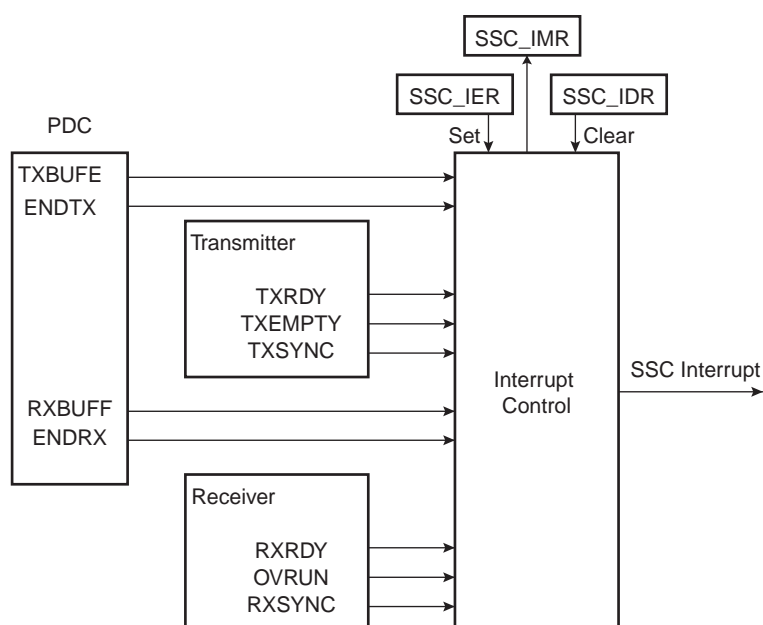 SSC_IMR
SSC_IER
SSC_IDR
PDC
Set
Clear
TXBUFE
ENDTX
Transmitter
TXRDY
TXEMPTY
TXSYNC
RXBUFF
ENDRX
Interrupt
Control
SSC Interrupt
Receiver
RXRDY
OVRUN
RXSYNC